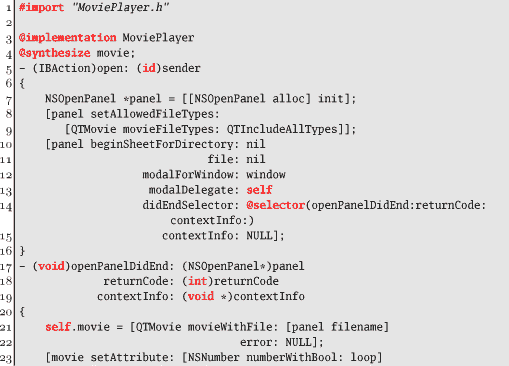 1 #import "MoviePlayer.h"
2
3 @implementation MoviePlayer
4 @synthesize movie;
5 - (IBAction)open: (id)sender
6 {
7     NSOpenPanel *panel = [[NSOpenPanel alloc] init];
8     [panel setAllowedFileTypes:
9        [QTMovie movieFileTypes: QTIncludeAllTypes]];
10     [panel beginSheetForDirectory: nil
11                              file: nil
12                    modalForWindow: window
13                     modalDelegate: self
14                    didEndSelector: @selector(openPanelDidEnd:returnCode:
contextInfo:)
15                       contextInfo: NULL];
16 }
17 - (void)openPanelDidEnd: (NSOpenPanel*)panel
18              returnCode: (int)returnCode
19             contextInfo: (void *)contextInfo
20 {
21     self.movie = [QTMovie movieWithFile: [panel filename]
22                                   error: NULL];
23     [movie setAttribute: [NSNumber numberWithBool: loop]